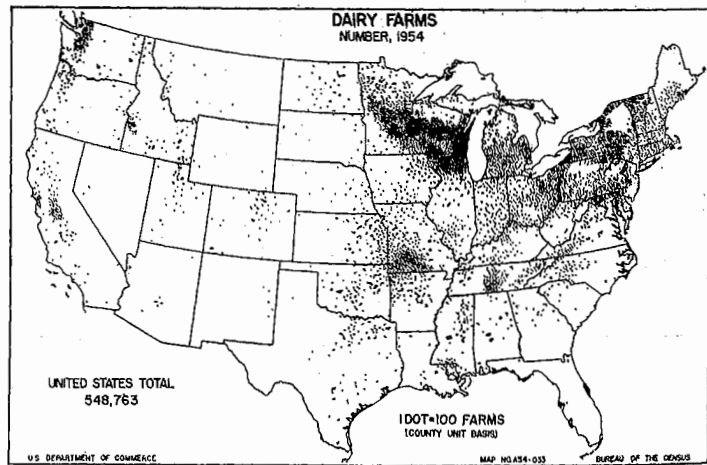 DAIRY FARMS
NUMBER, 1954
UNITED STATES TOTAL
548,763
1 DOT=100 FARMS
(COUNTY UNIT BASIS)
U S DEPARTMENT OF COMMERCE
MAP NO. A54-033
BUREAU OF THE CENSUS